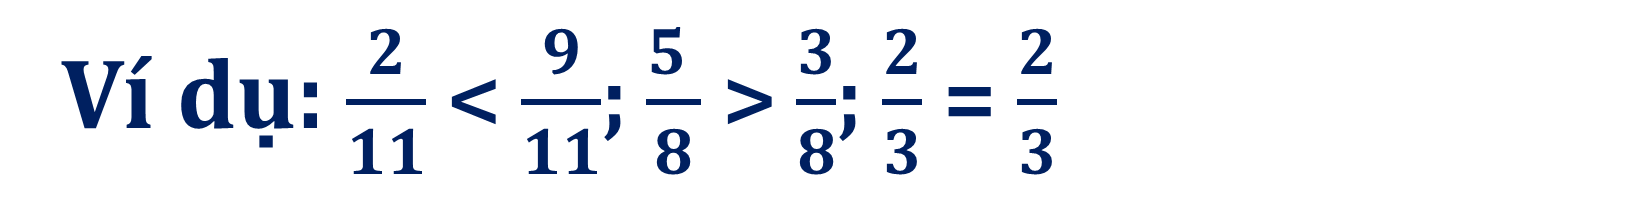 Ví dụ: 2/11 < 9/11; 5/8 > 3/8; 2/3 = 2/3